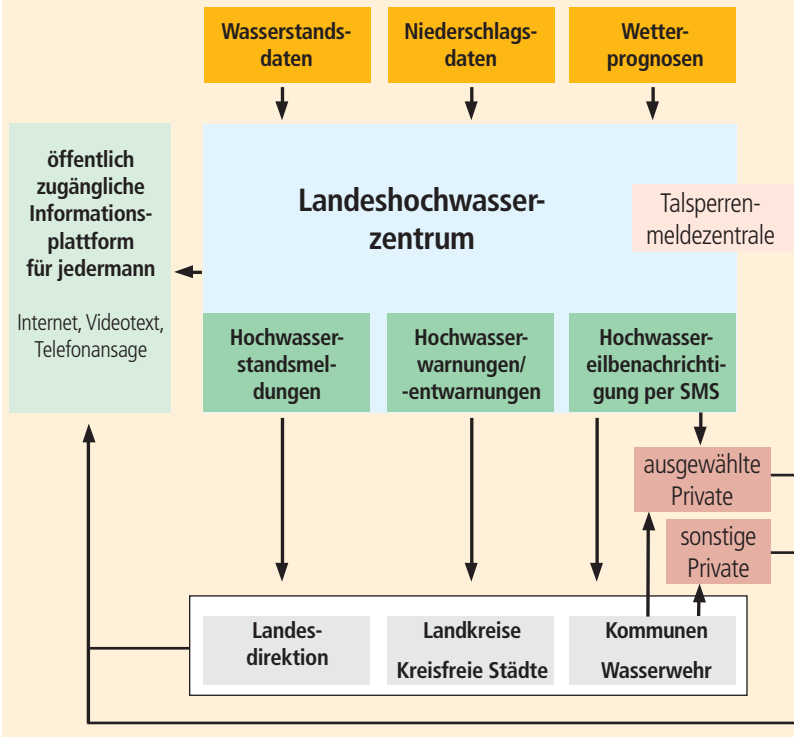 Wasserstands-
daten
Niederschlags-
daten
Wetter-
prognosen
öffentlich
zugängliche
Informations-
plattform
für jedermann
Internet, Videotext,
Telefonansage
Landeshochwasser-
zentrum
Talsperren-
meldezentrale
Hochwasser-
standsmel-
dungen
Hochwasser-
warnungen/
-entwarnungen
Hochwasser-
eilbenachrichti-
gung per SMS
ausgewählte
Private
sonstige
Private
Landes-
direktion
Landkreise
Kreisfreie Städte
Kommunen
Wasserwehr